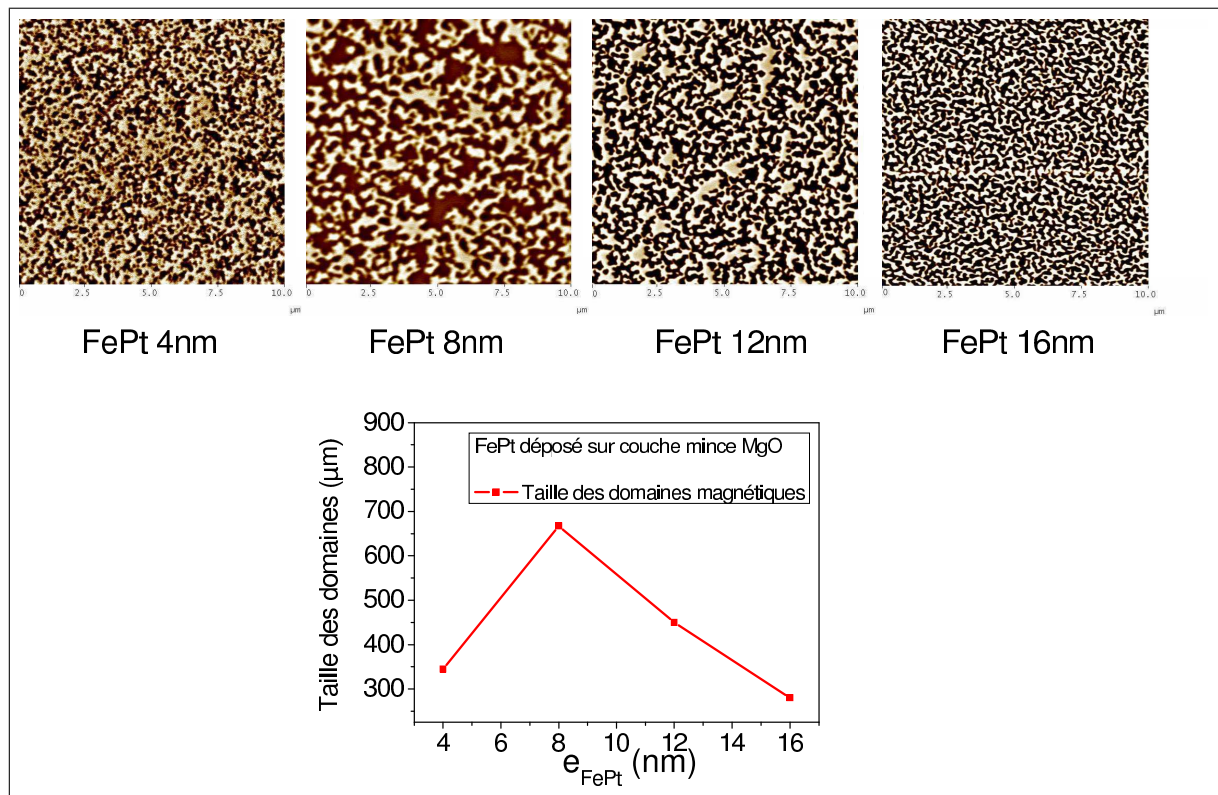 0 2.5 5.0 7.5 10.0
µm
0 2.5 5.0 7.5 10.0
µm
0 2.5 5.0 7.5 10.0
µm
0 2.5 5.0 7.5 10.0
µm
FePt 4nm
FePt 8nm
FePt 12nm
FePt 16nm
900
800
700
600
500
400
300
Taille des domaines (µm)
FePt déposé sur couche mince MgO
Taille des domaines magnétiques
4 6 8 10 12 14 16
eFePt (nm)